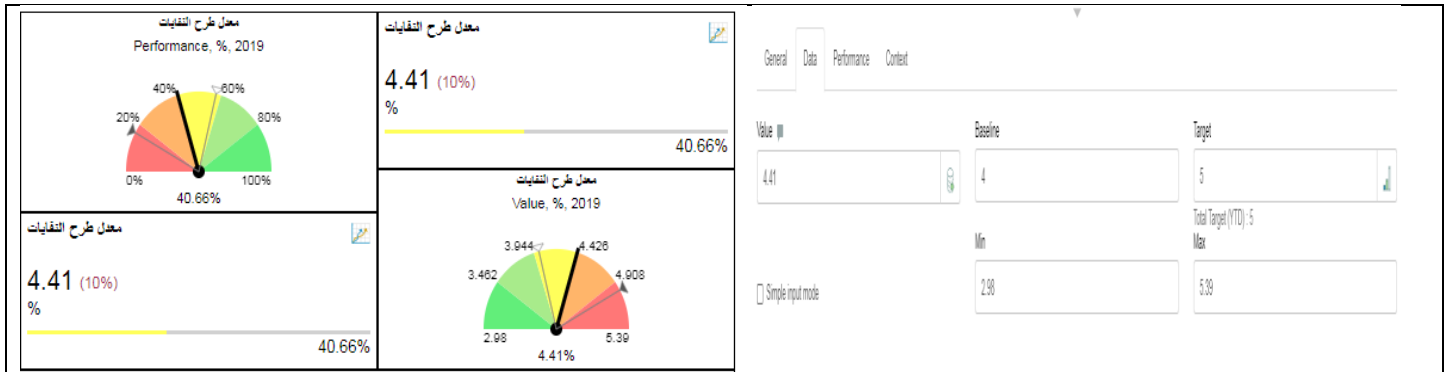 معدل طرح النفايات
Performance, %, 2019
40%
60%
20%
80%
0%
100%
40.66%
معدل طرح النفايات
4.41 (10%)
%
40.66%
معدل طرح النفايات
4.41 (10%)
%
40.66%
معدل طرح النفايات
Value, %, 2019
3.944
4.426
3.462
4.908
2.98
5.39
4.41%
General Data Performance Context
Value Baseline Target
4.41 4 5
Total Target (YTD) : 5
Min Max
Simple input mode 2.98 5.39